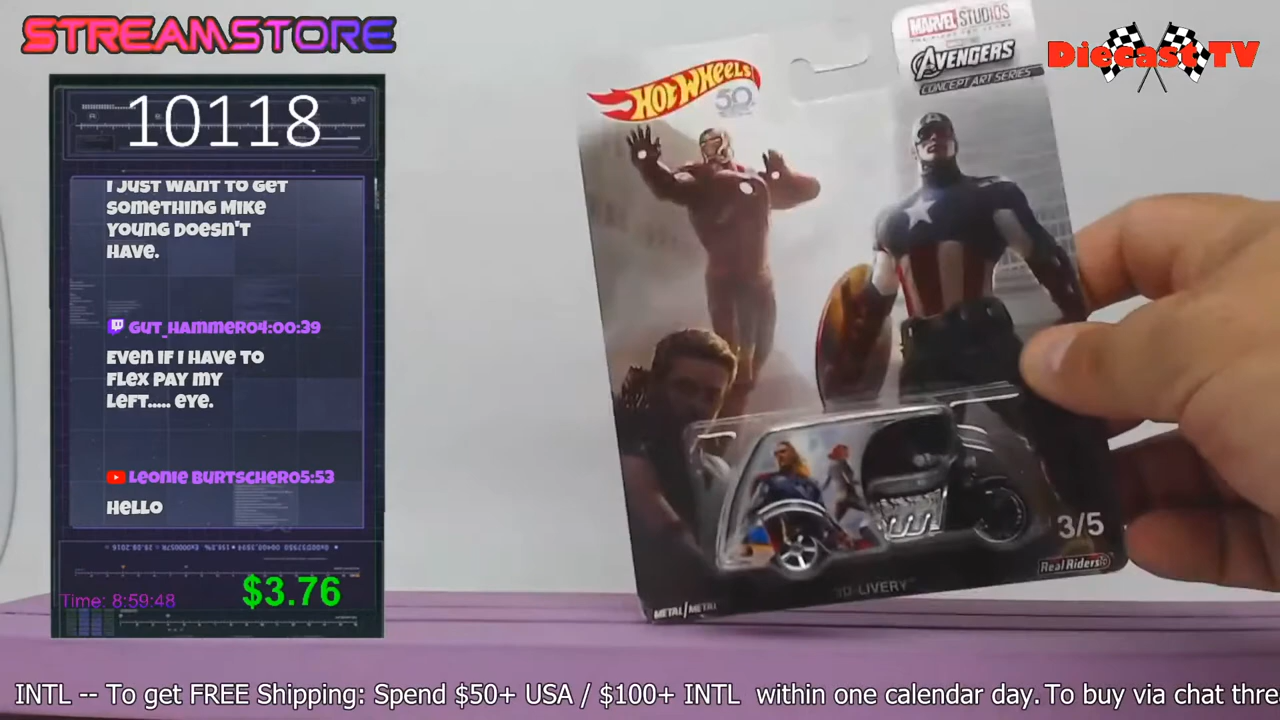 STREAMSTORE
10118
I just want to get
something Mike
Young doesn't
have.
Gut_Hammer04:00:39
Even if I have to
flex pay my
left..... eye.
Leonie Burtscher05:53
Hello
Time: 8:59:48
$3.76
HOT WHEELS
50
MARVEL STUDIOS
AVENGERS
CONCEPT ART SERIES
Diecast TV
3/5
Real Riders
LIVERY
METAL/METAL
INTL -- To get FREE Shipping: Spend $50+ USA / $100+ INTL within one calendar day. To buy via chat thre